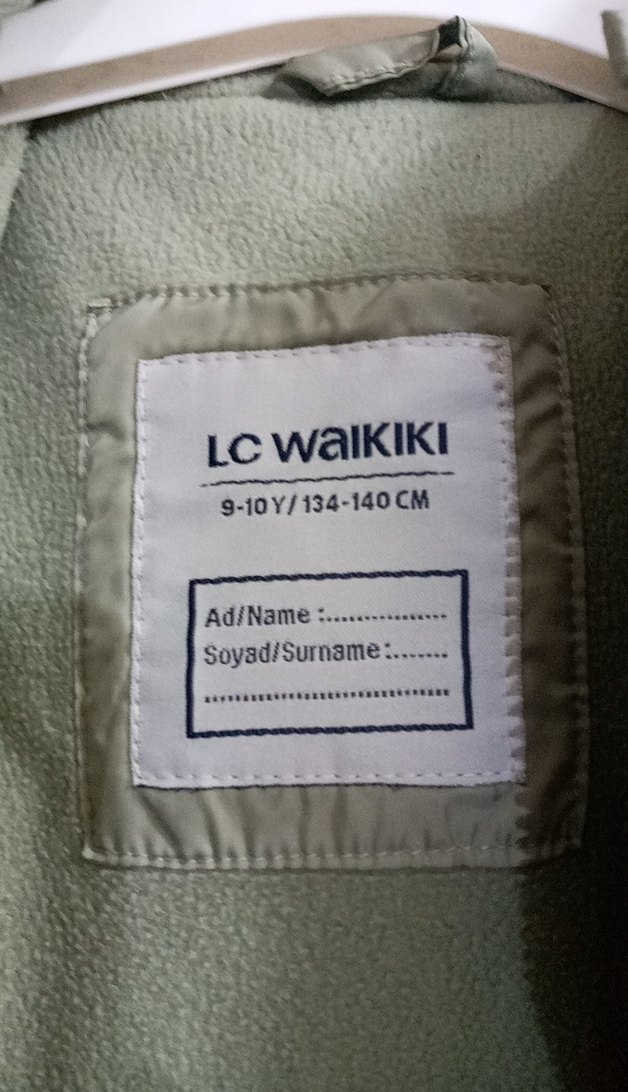 LC WaiKIKI
9-10 Y/ 134-140 CM
Ad/Name :.................
Soyad/Surname :........
.................................